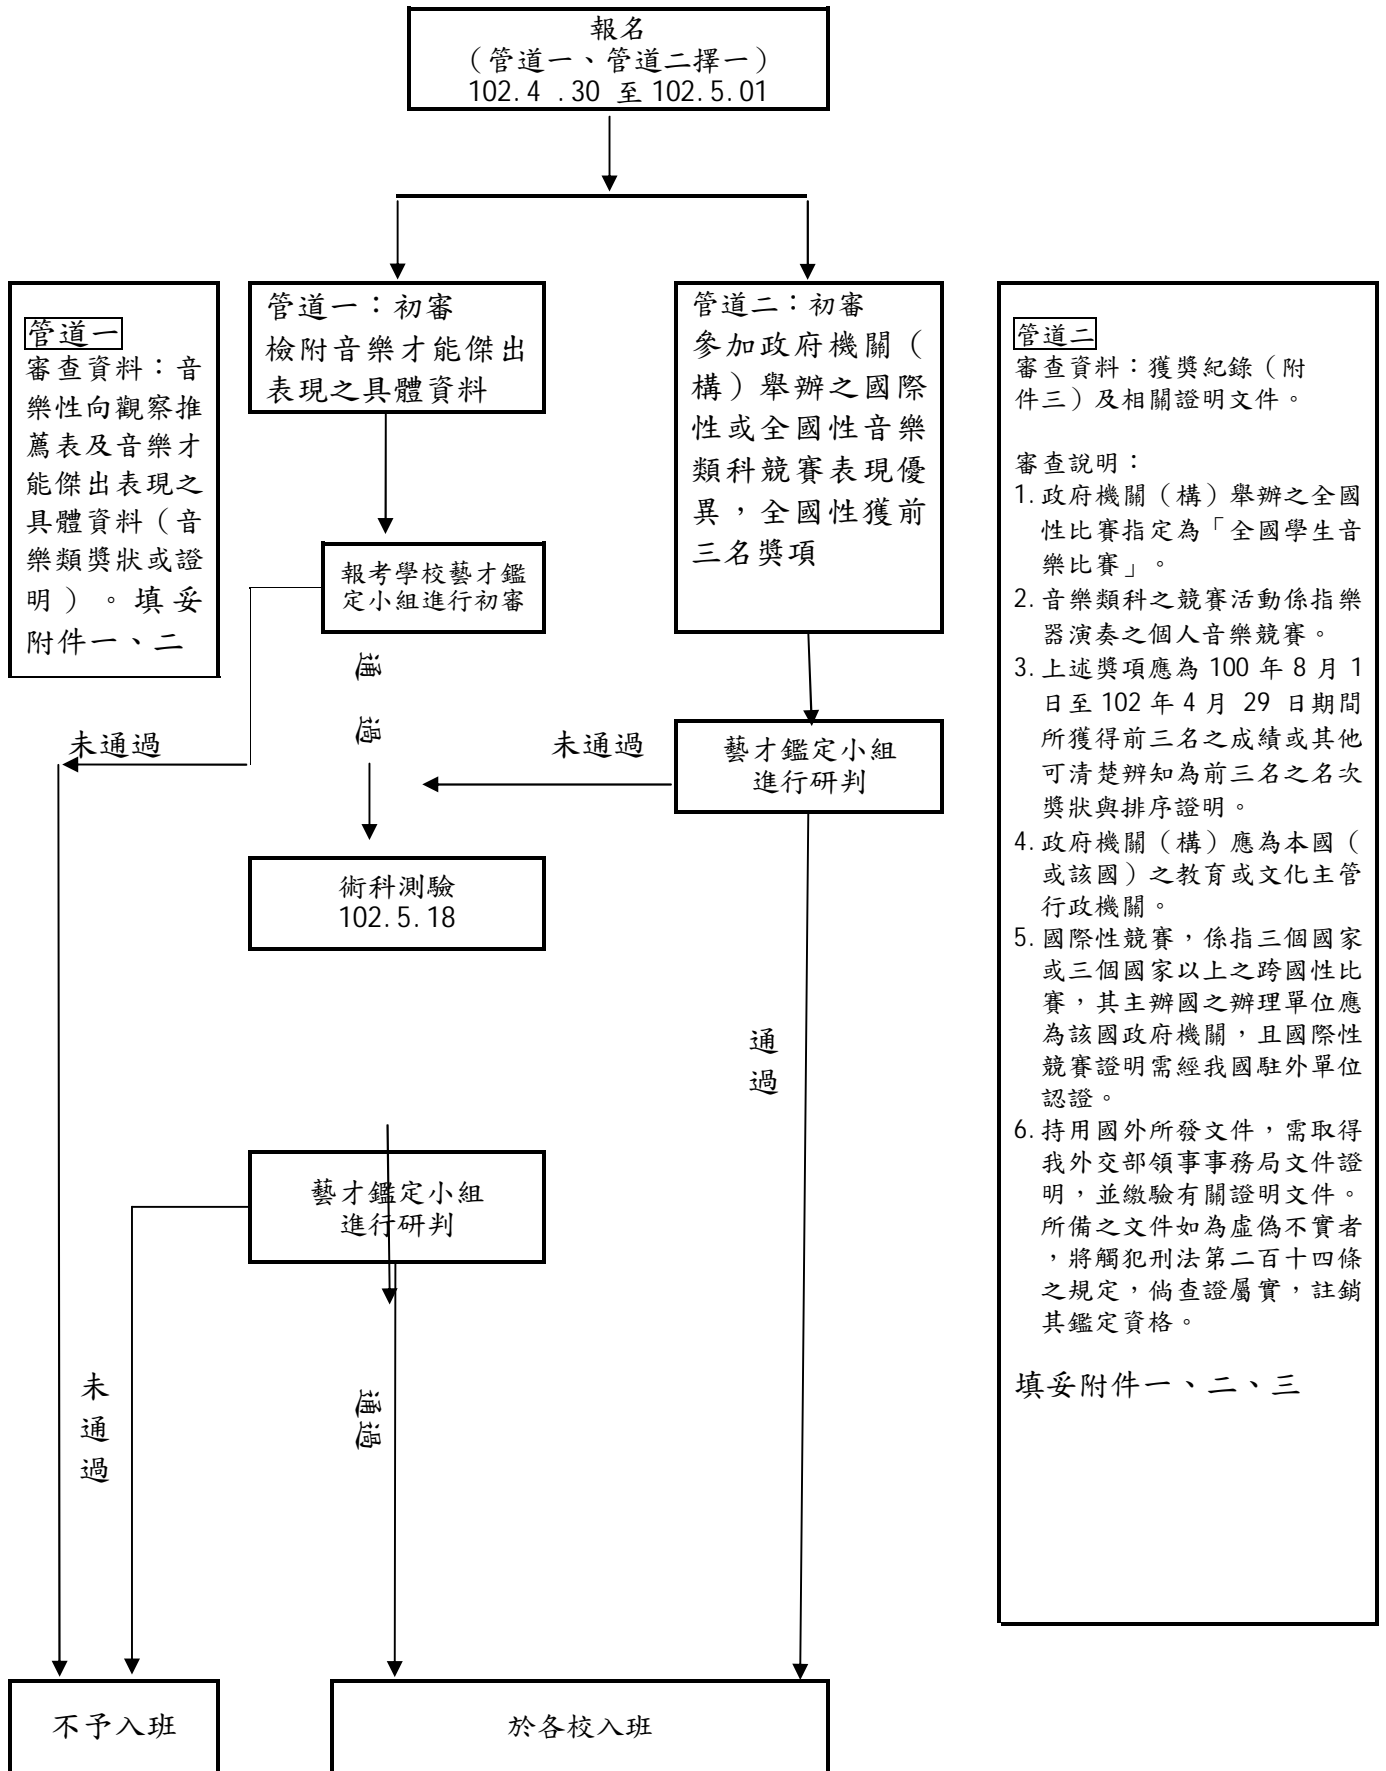 報名
（管道一、管道二擇一）
102.4 .30 至 102.5.01
管道一
審查資料：音
樂性向觀察推
薦表及音樂才
能傑出表現之
具體資料（音
樂類獎狀或證
明）。填妥
附件一、二
管道一：初審
檢附音樂才能傑出
表現之具體資料
管道二：初審
參加政府機關（
構）舉辦之國際
性或全國性音樂
類科競賽表現優
異，全國性獲前
三名獎項
管道二
審查資料：獲獎紀錄（附
件三）及相關證明文件。
審查說明：
1.政府機關（構）舉辦之全國
性比賽指定為「全國學生音
樂比賽」。
2.音樂類科之競賽活動係指樂
器演奏之個人音樂競賽。
3.上述獎項應為 100 年 8 月 1
日至 102 年 4 月 29 日期間
所獲得前三名之成績或其他
可清楚辨知為前三名之名次
獎狀與排序證明。
4.政府機關（構）應為本國（
或該國）之教育或文化主管
行政機關。
5.國際性競賽，係指三個國家
或三個國家以上之跨國性比
賽，其主辦國之辦理單位應
為該國政府機關，且國際性
競賽證明需經我國駐外單位
認證。
6.持用國外所發文件，需取得
我外交部領事事務局文件證
明，並繳驗有關證明文件。
所備之文件如為虛偽不實者
，將觸犯刑法第二百十四條
之規定，倘查證屬實，註銷
其鑑定資格。
填妥附件一、二、三
報考學校藝才鑑
定小組進行初審
通過
未通過
未通過
藝才鑑定小組
進行研判
術科測驗
102.5.18
通過
藝才鑑定小組
進行研判
未通過
通過
不予入班
於各校入班